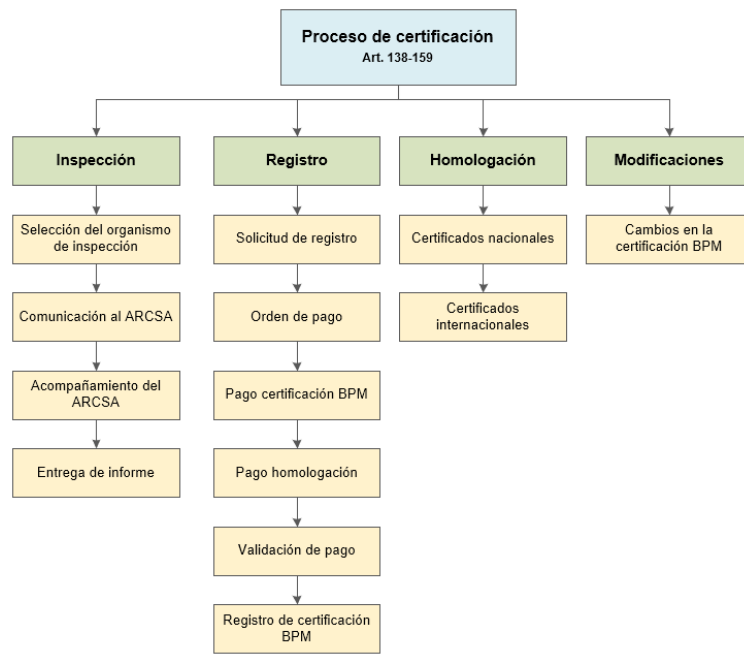 Proceso de certificación
Art. 138-159
Inspección
Registro
Homologación
Modificaciones
Selección del organismo
de inspección
Solicitud de registro
Certificados nacionales
Cambios en la
certificación BPM
Comunicación al ARCSA
Orden de pago
Certificados
internacionales
Acompañamiento del
ARCSA
Pago certificación BPM
Entrega de informe
Pago homologación
Validación de pago
Registro de certificación
BPM